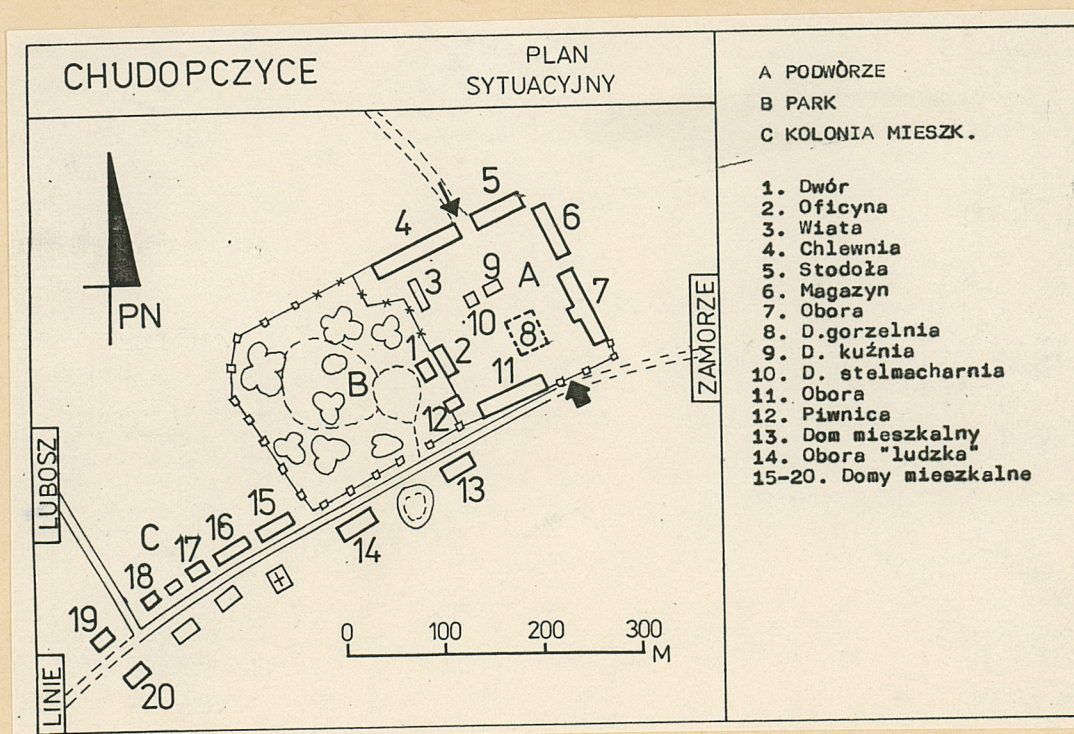 CHUDOPCZYCE
PLAN
SYTUACYJNY
PN
4
5
6
3
9
A
7
10
8
1
2
B
11
12
ZAMORZE
13
14
LUBOSZ
C
15
16
17
18
19
20
LINIE
0 100 200 300
M
A PODWÓRZE
B PARK
C KOLONIA MIESZK.
1. Dwór
2. Oficyna
3. Wiata
4. Chlewnia
5. Stodoła
6. Magazyn
7. Obora
8. D.gorzelnia
9. D. kuźnia
10. D. stelmacharnia
11. Obora
12. Piwnica
13. Dom mieszkalny
14. Obora "ludzka"
15-20. Domy mieszkalne